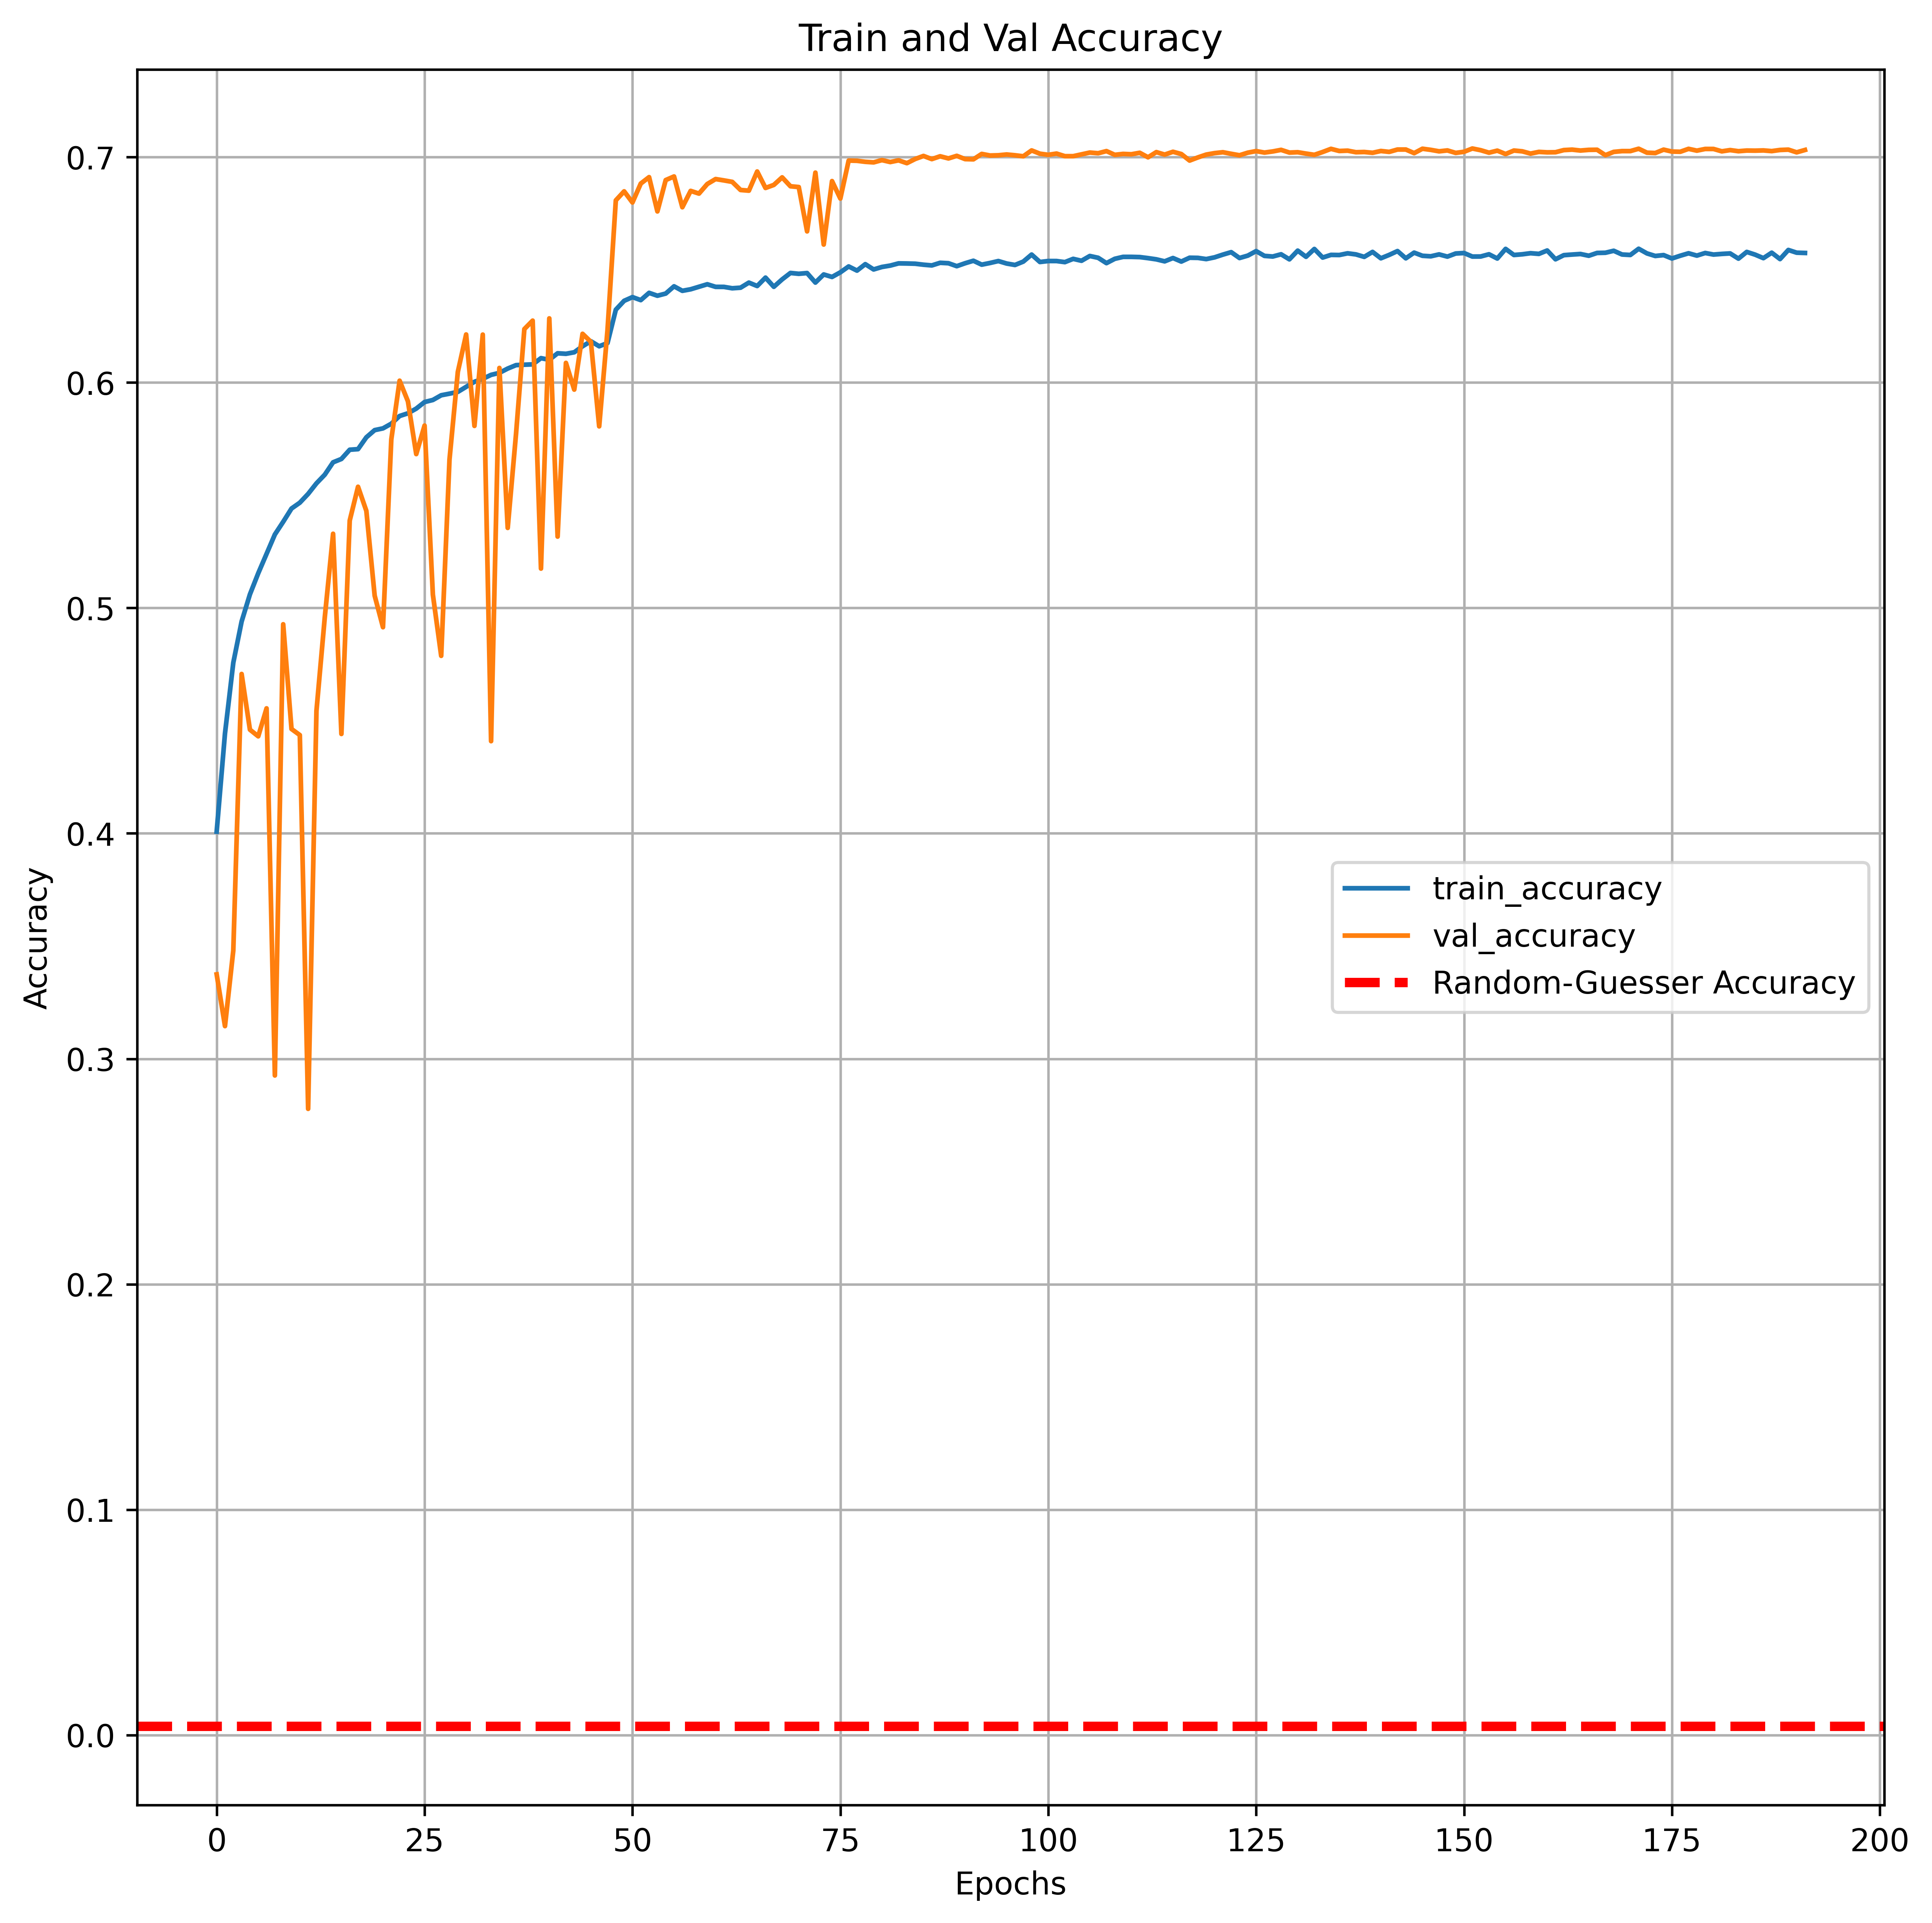 Train and Val Accuracy
Accuracy
0.7
0.6
0.5
0.4
0.3
0.2
0.1
0.0
train_accuracy
val_accuracy
Random-Guesser Accuracy
0 25 50 75 100 125 150 175 200
Epochs